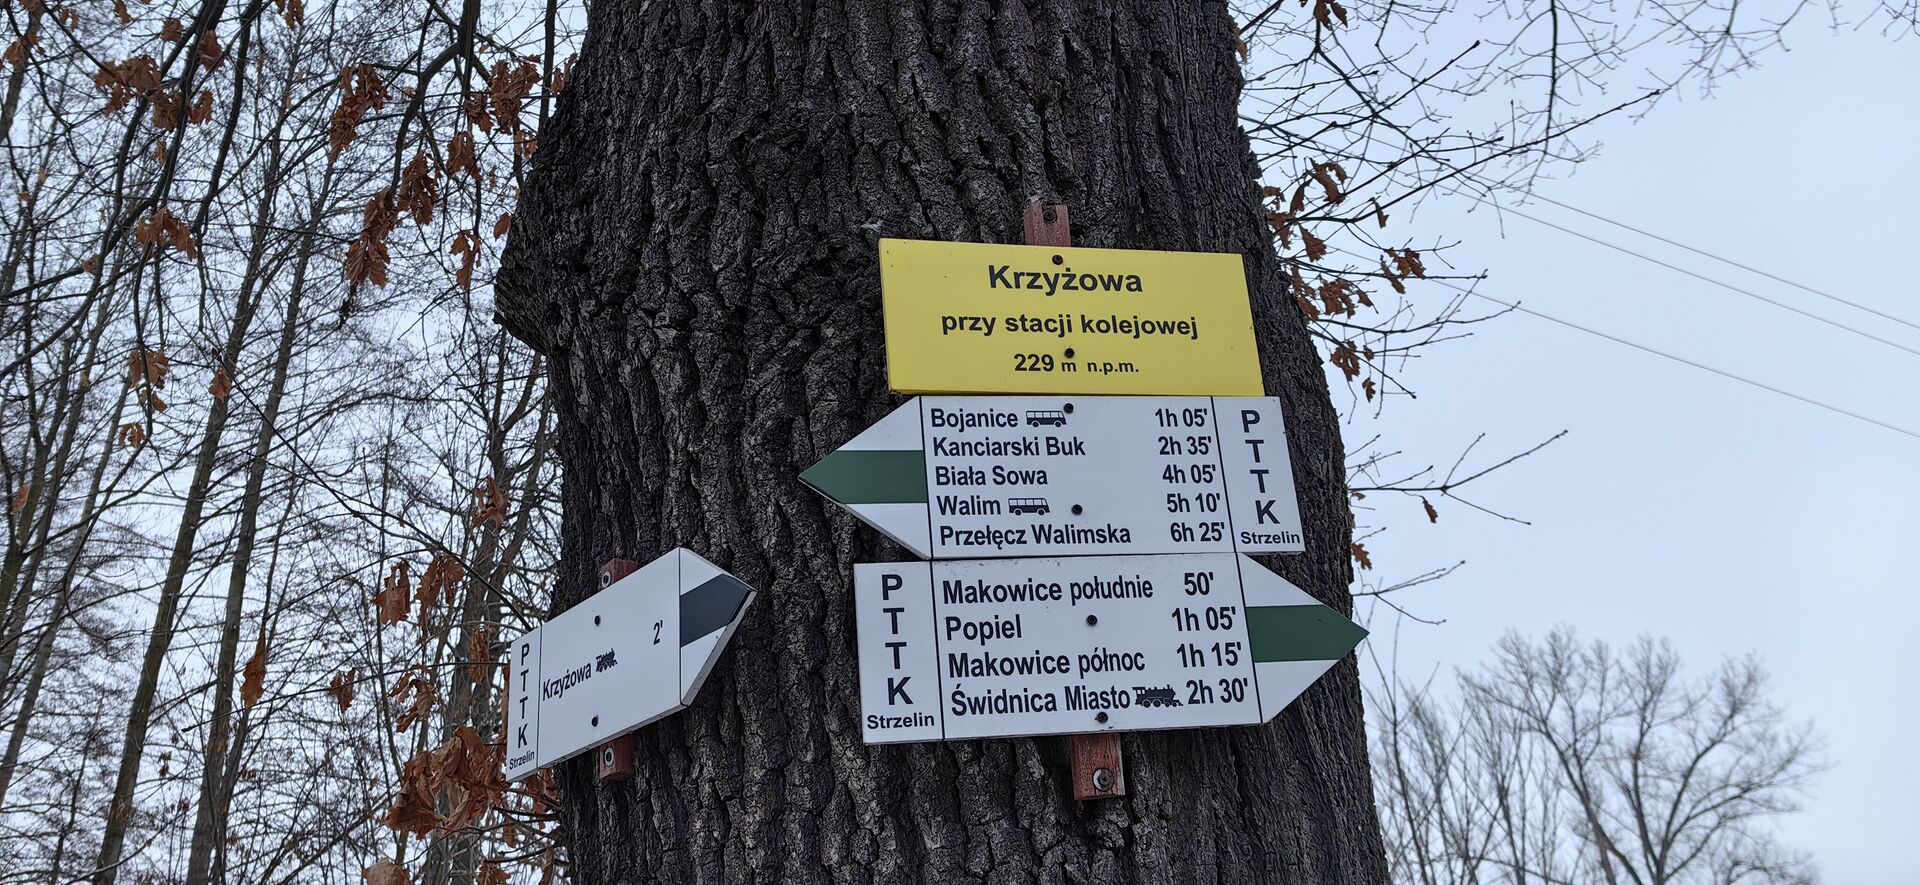 Krzyżowa
przy stacji kolejowej
229 m n.p.m.
Bojanice 1h 05'
Kanciarski Buk 2h 35'
Biała Sowa 4h 05'
Walim 5h 10'
Przełęcz Walimska 6h 25'
PTTK
Strzelin
PTTK
Strzelin
Makowice południe 50'
Popiel 1h 05'
Makowice północ 1h 15'
Świdnica Miasto 2h 30'
PTTK
Strzelin
Krzyżowa 2'